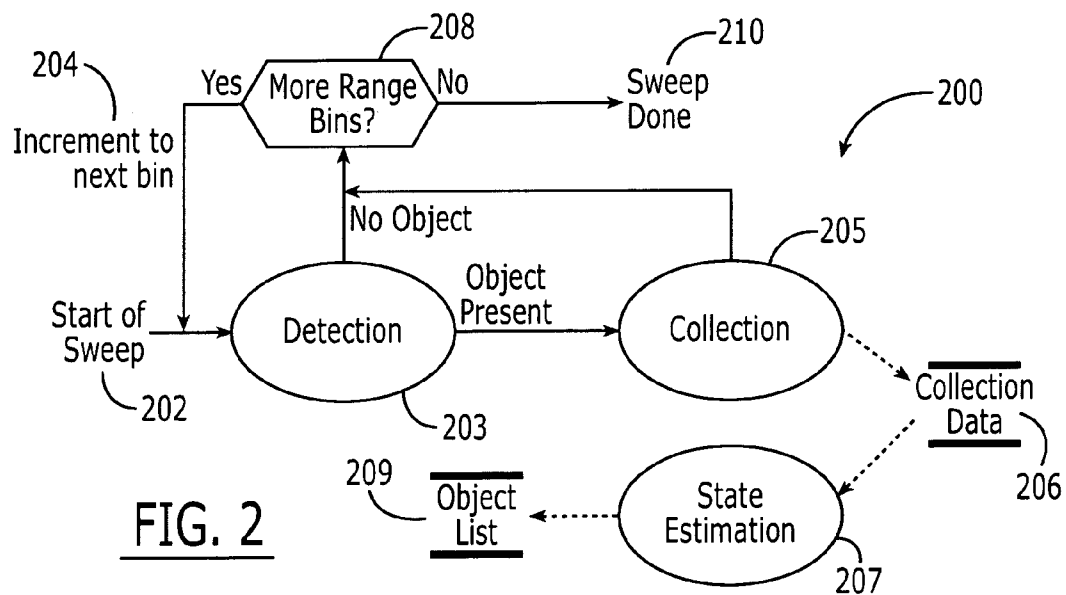 208
210
204
Yes
More Range
Bins?
No
Sweep
Done
200
Increment to
next bin
No Object
205
Start of
Sweep
Detection
Object
Present
Collection
202
203
Collection
Data
209
Object
List
State
Estimation
206
FIG. 2
207